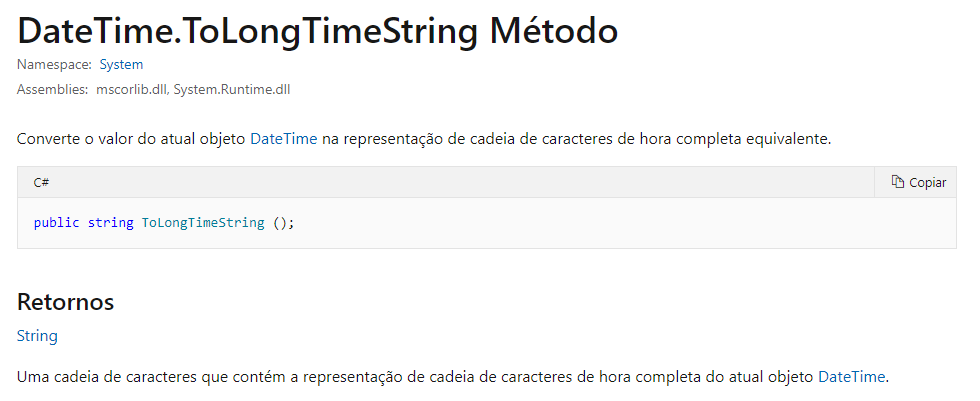 DateTime.ToLongTimeString Método
Namespace: System
Assemblies: mscorlib.dll, System.Runtime.dll
Converte o valor do atual objeto DateTime na representação de cadeia de caracteres de hora completa equivalente.
C# Copiar
public string ToLongTimeString ();
Retornos
String
Uma cadeia de caracteres que contém a representação de cadeia de caracteres de hora completa do atual objeto DateTime.